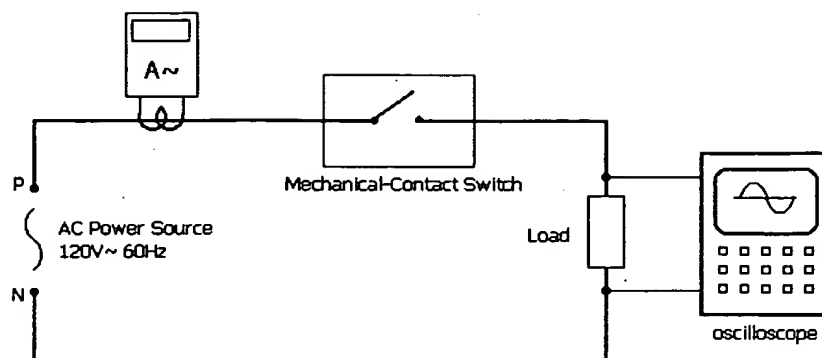 A~
Mechanical-Contact Switch
P
AC Power Source
120V~ 60Hz
N
Load
oscilloscope